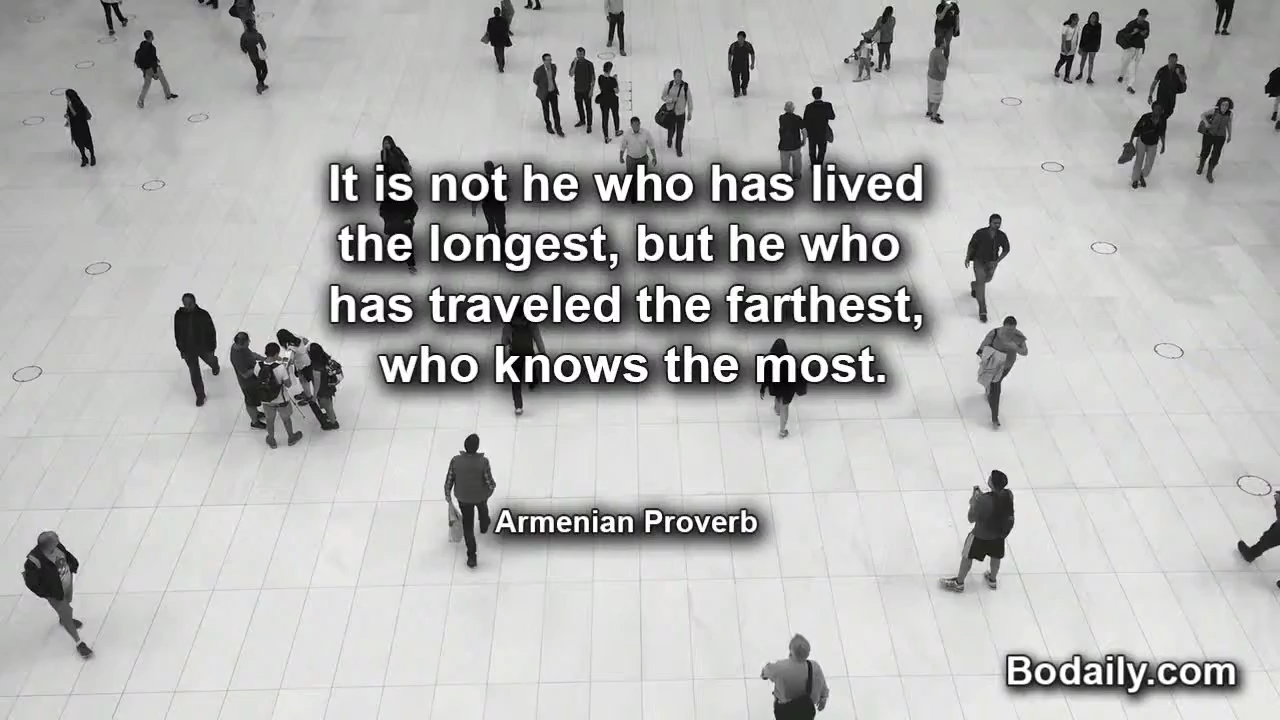 It is not he who has lived
the longest, but he who
has traveled the farthest,
who knows the most.
Armenian Proverb
Bodaily.com